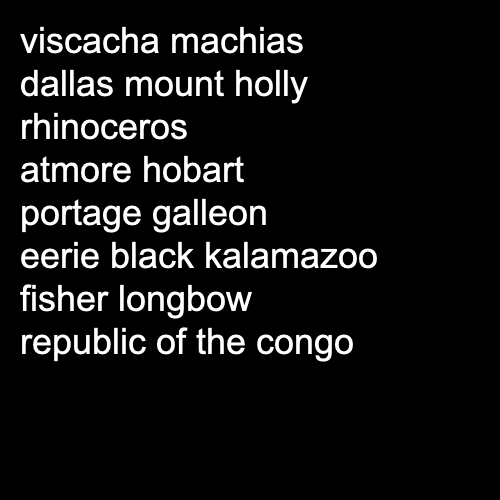 viscacha machias
dallas mount holly
rhinoceros
atmore hobart
portage galleon
eerie black kalamazoo
fisher longbow
republic of the congo